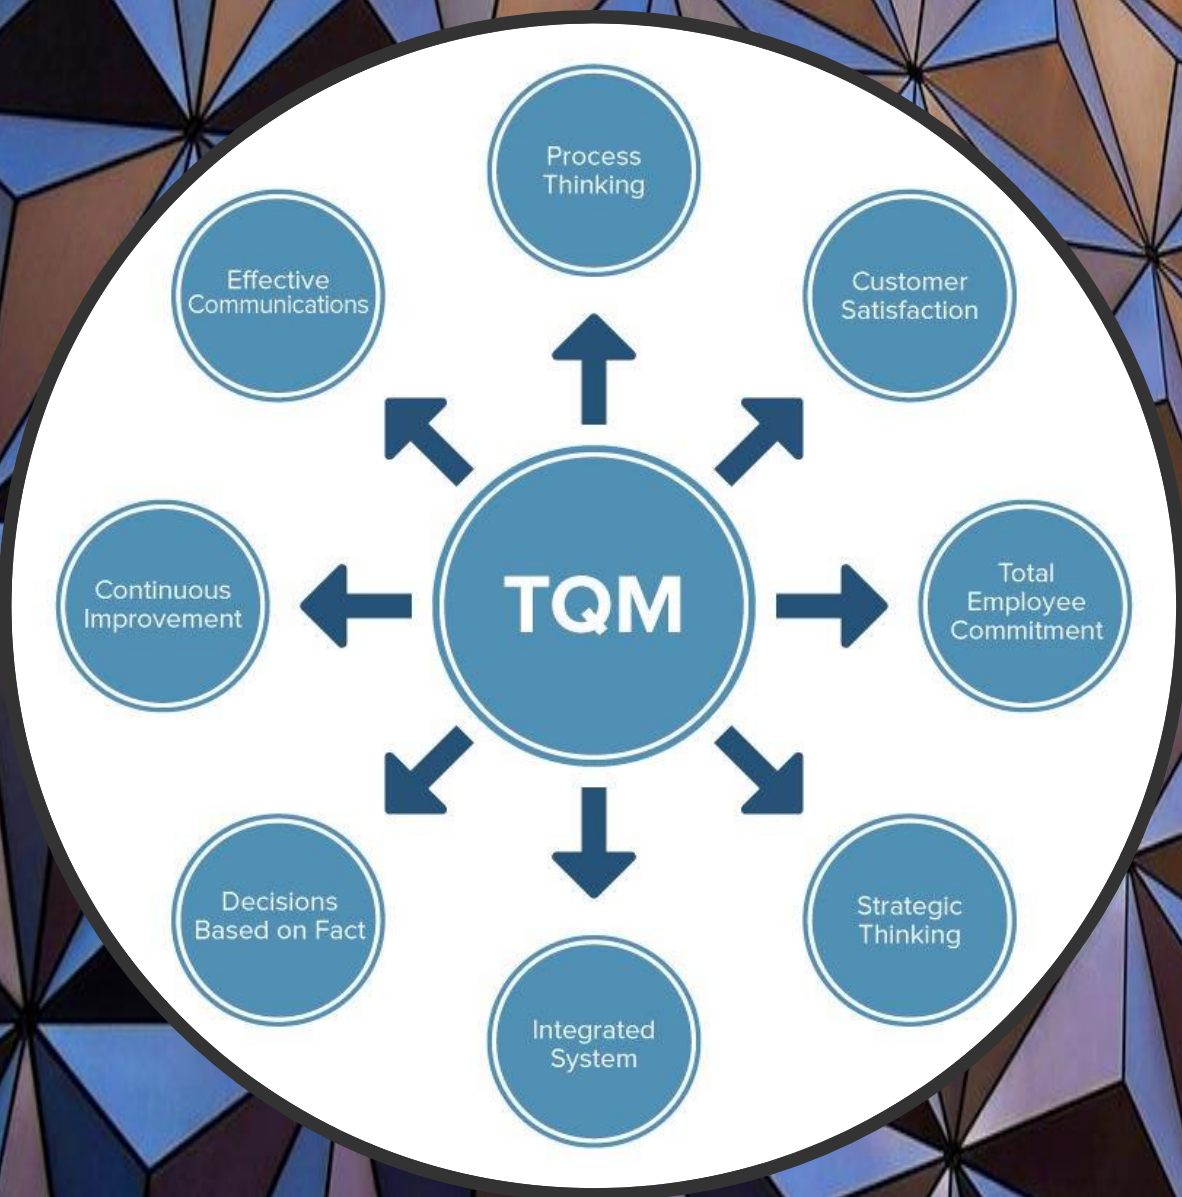 Process
Thinking
Effective
Communications
Customer
Satisfaction
Continuous
Improvement
TQM
Total
Employee
Commitment
Decisions
Based on Fact
Strategic
Thinking
Integrated
System